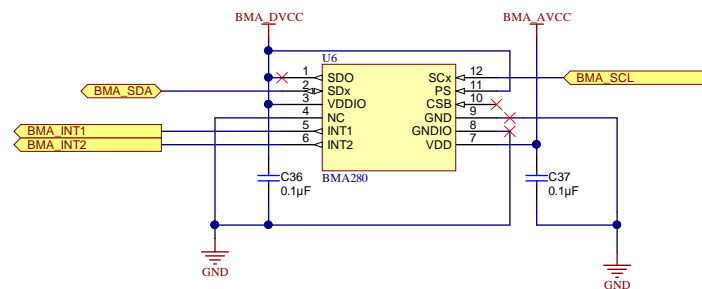 BMA_DVCC BMA_AVCC
U6
1 SDO SCx 12
BMA_SDA 2 SDx PS 11 BMA_SCL
3 VDDIO CSB 10
4 NC GND 9
BMA_INT1 5 INT1 GNDIO 8
BMA_INT2 6 INT2 VDD 7
BMA280
C36 C37
0.1µF 0.1µF
GND GND